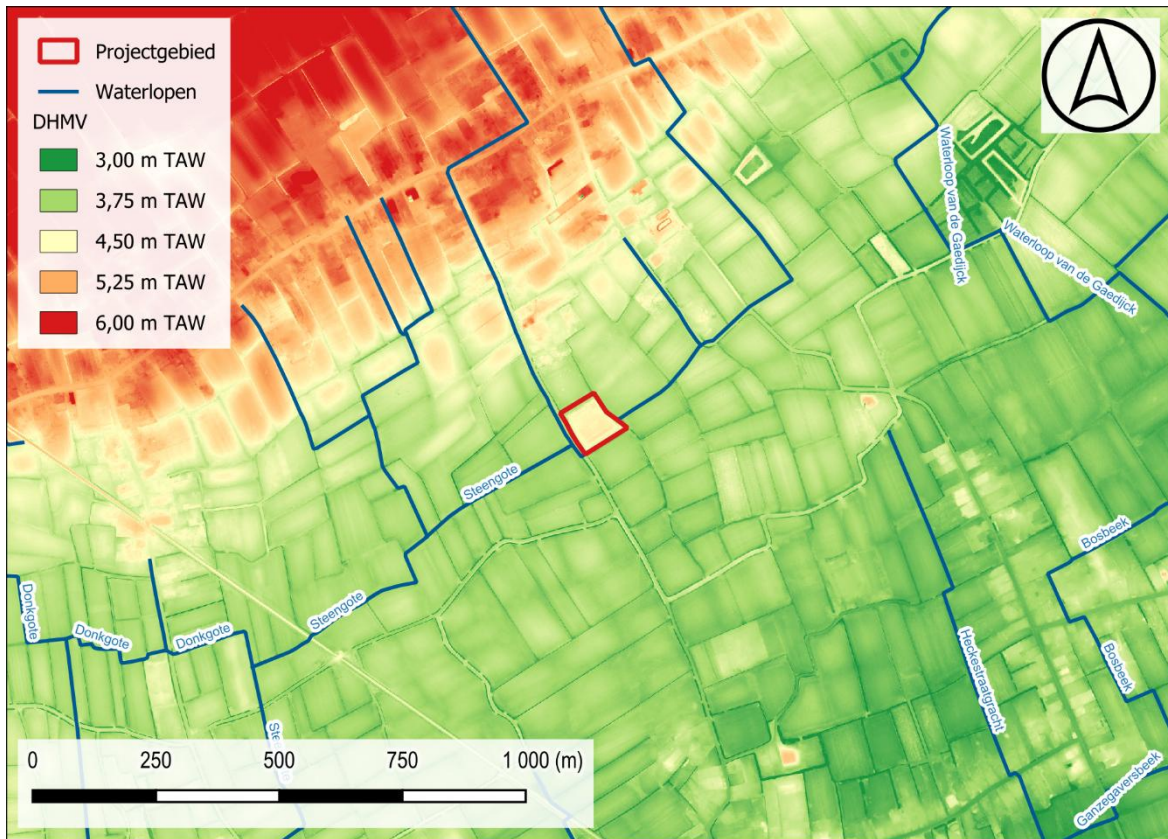 Projectgebied
Waterlopen
DHMV
3,00 m TAW
3,75 m TAW
4,50 m TAW
5,25 m TAW
6,00 m TAW
Waterloop van de Gaedijck
Waterloop van de Gaedijck
Steengote
Steengote
Donkgote
Donkgote
Donkgote
Bosbeek
Bosbeek
Heckestraatgracht
Ganzegaversbeek
0 250 500 750 1 000 (m)